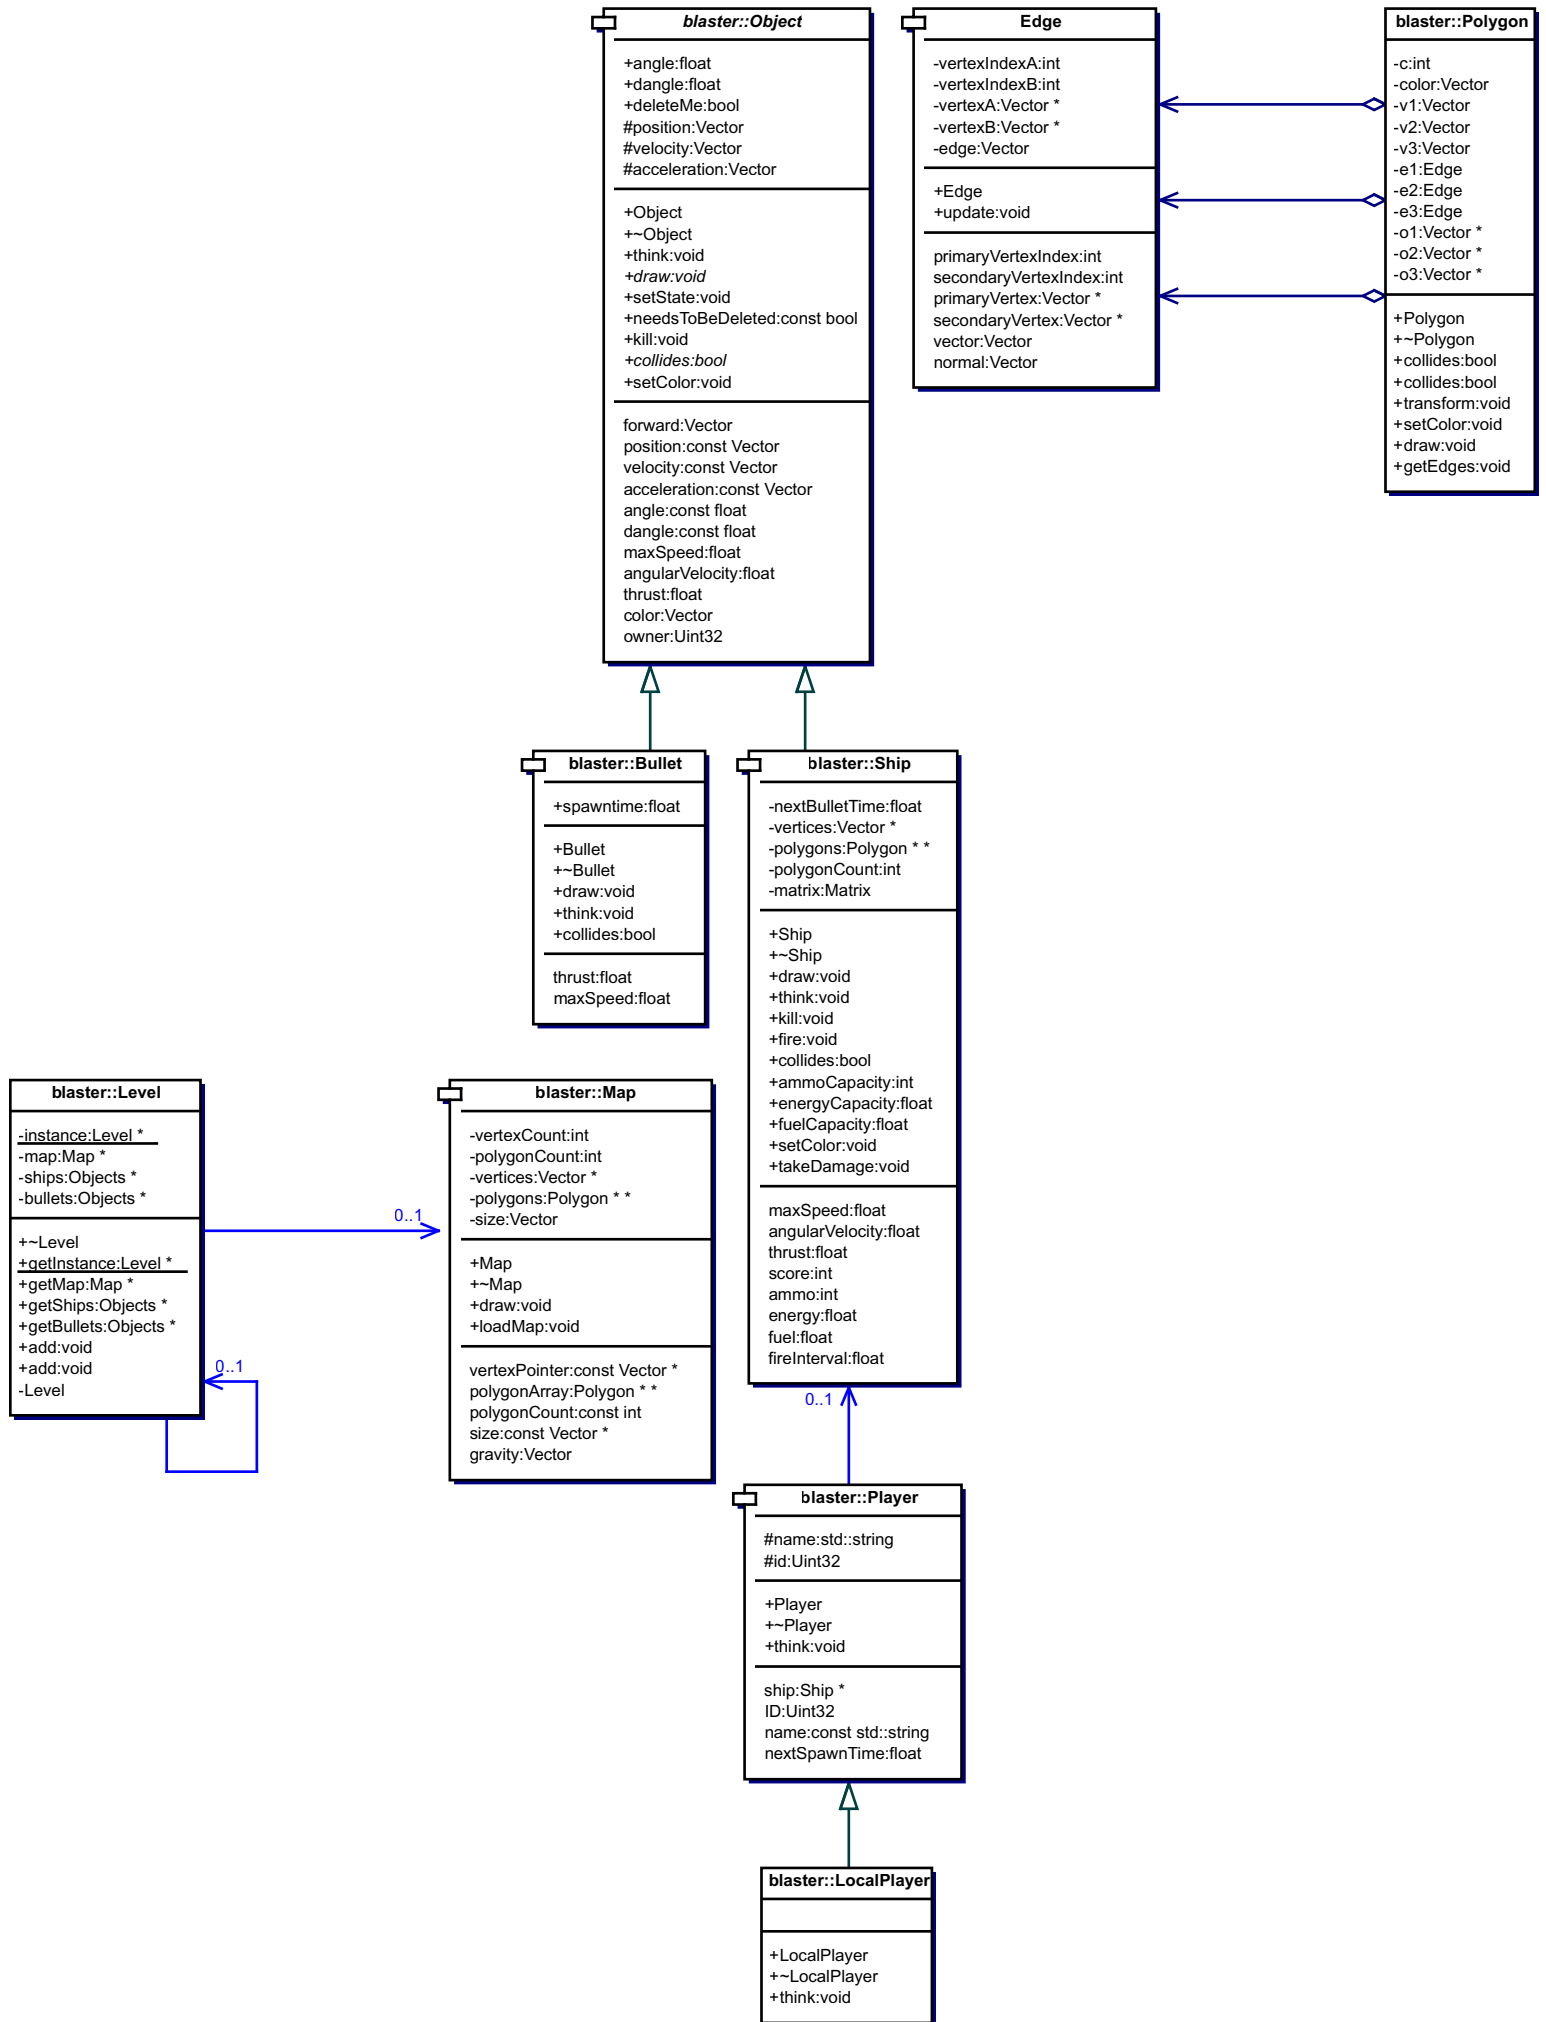 blaster::Object
+angle:float
+dangle:float
+deleteMe:bool
#position:Vector
#velocity:Vector
#acceleration:Vector
+Object
+~Object
+think:void
+draw:void
+setState:void
+needsToBeDeleted:const bool
+kill:void
+collides:bool
+setColor:void
forward:Vector
position:const Vector
velocity:const Vector
acceleration:const Vector
angle:const float
dangle:const float
maxSpeed:float
angularVelocity:float
thrust:float
color:Vector
owner:Uint32
Edge
-vertexIndexA:int
-vertexIndexB:int
-vertexA:Vector *
-vertexB:Vector *
-edge:Vector
+Edge
+update:void
primaryVertexIndex:int
secondaryVertexIndex:int
primaryVertex:Vector *
secondaryVertex:Vector *
vector:Vector
normal:Vector
blaster::Polygon
-c:int
-color:Vector
-v1:Vector
-v2:Vector
-v3:Vector
-e1:Edge
-e2:Edge
-e3:Edge
-o1:Vector *
-o2:Vector *
-o3:Vector *
+Polygon
+~Polygon
+collides:bool
+collides:bool
+transform:void
+setColor:void
+draw:void
+getEdges:void
blaster::Bullet
+spawntime:float
+Bullet
+~Bullet
+draw:void
+think:void
+collides:bool
thrust:float
maxSpeed:float
blaster::Ship
-nextBulletTime:float
-vertices:Vector *
-polygons:Polygon * *
-polygonCount:int
-matrix:Matrix
+Ship
+~Ship
+draw:void
+think:void
+kill:void
+fire:void
+collides:bool
+ammoCapacity:int
+energyCapacity:float
+fuelCapacity:float
+setColor:void
+takeDamage:void
maxSpeed:float
angularVelocity:float
thrust:float
score:int
ammo:int
energy:float
fuel:float
fireInterval:float
blaster::Level
-instance:Level *
-map:Map *
-ships:Objects *
-bullets:Objects *
+~Level
+getInstance:Level *
+getMap:Map *
+getShips:Objects *
+getBullets:Objects *
+add:void
+add:void
-Level
0..1
0..1
blaster::Map
-vertexCount:int
-polygonCount:int
-vertices:Vector *
-polygons:Polygon * *
-size:Vector
+Map
+~Map
+draw:void
+loadMap:void
vertexPointer:const Vector *
polygonArray:Polygon * *
polygonCount:const int
size:const Vector *
gravity:Vector
0..1
blaster::Player
#name:std::string
#id:Uint32
+Player
+~Player
+think:void
ship:Ship *
ID:Uint32
name:const std::string
nextSpawnTime:float
blaster::LocalPlayer
+LocalPlayer
+~LocalPlayer
+think:void